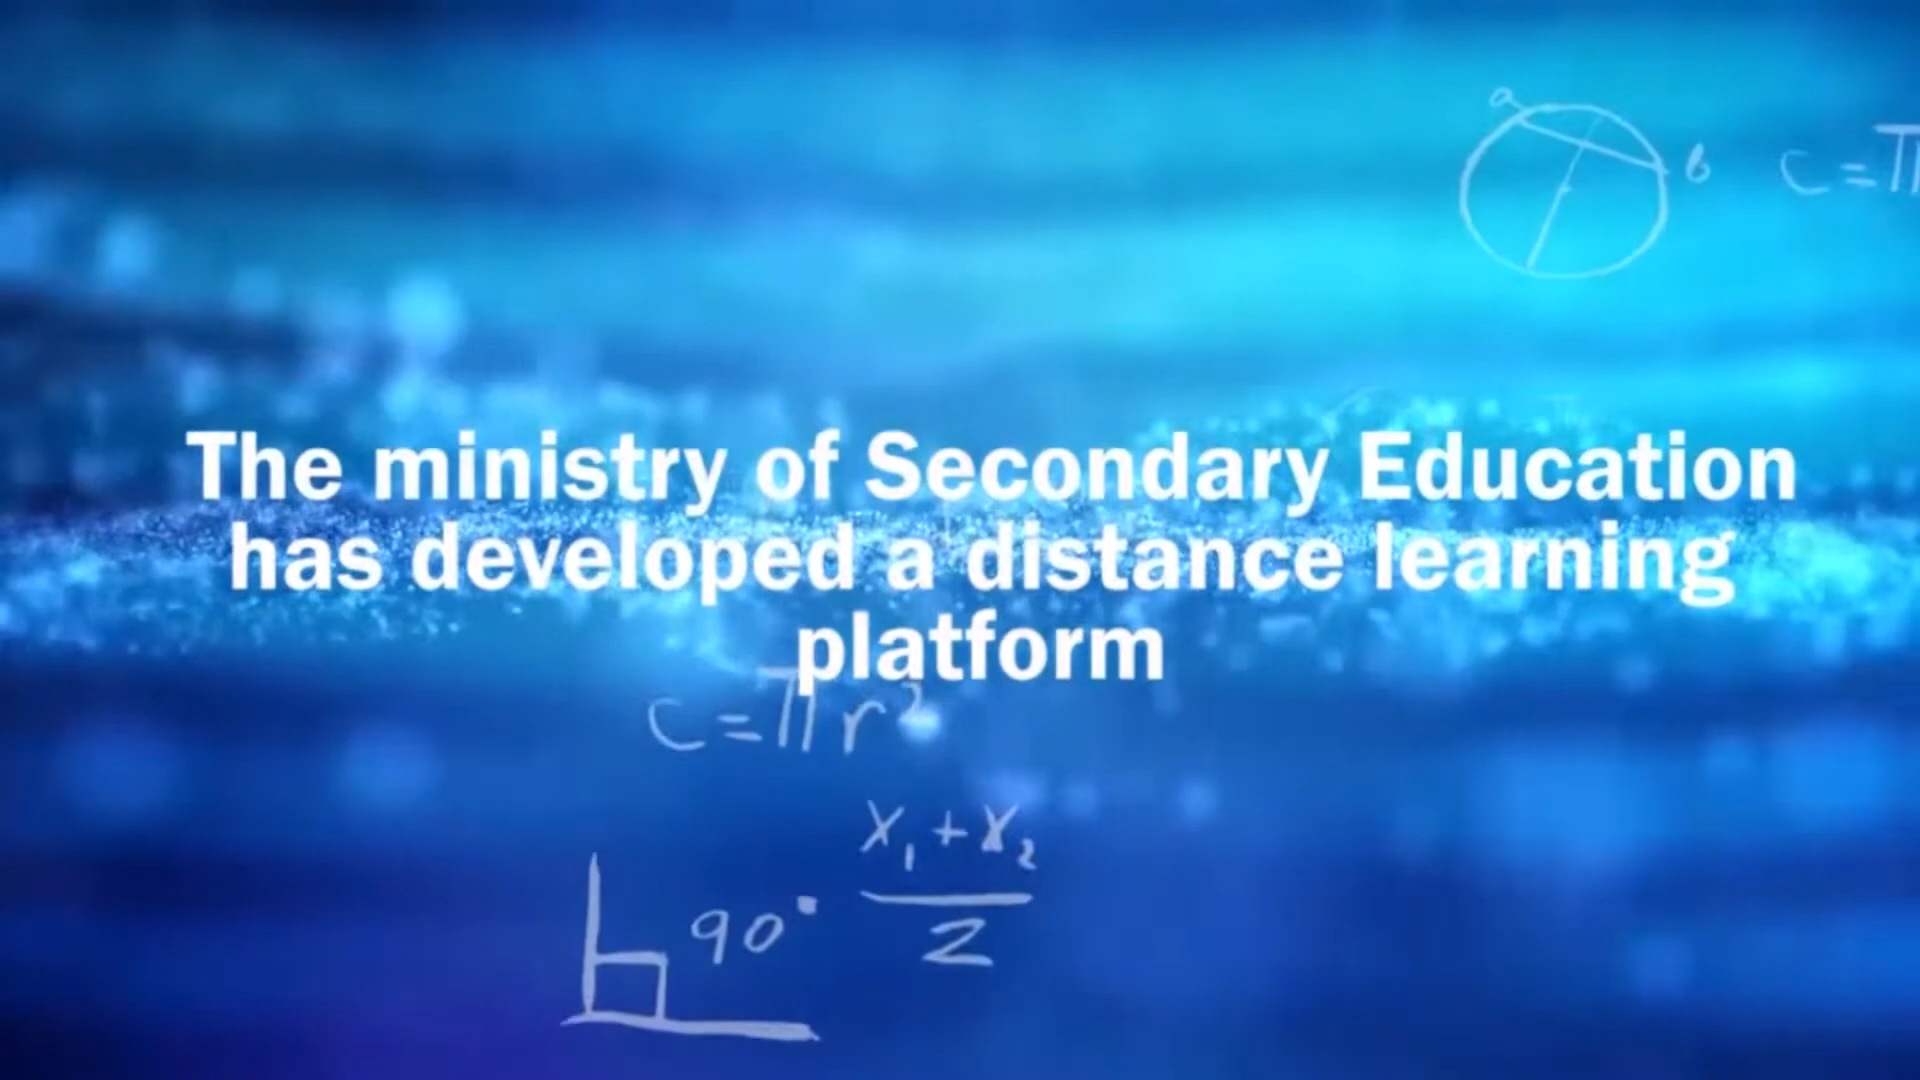 a
b
C=π
The ministry of Secondary Education
has developed a distance learning
platform
C=πr²
x₁+x₂
90°
2